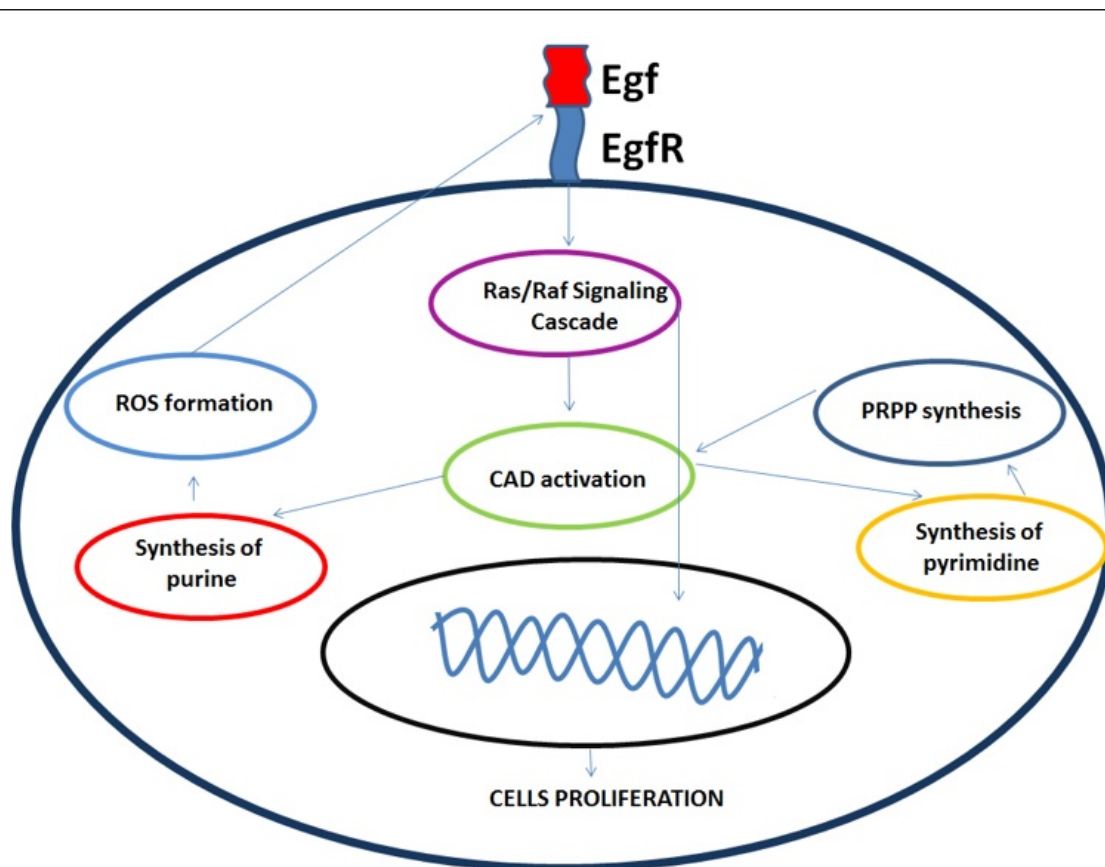 Egf
EgfR
Ras/Raf Signaling
Cascade
ROS formation
PRPP synthesis
CAD activation
Synthesis of
purine
Synthesis of
pyrimidine
CELLS PROLIFERATION